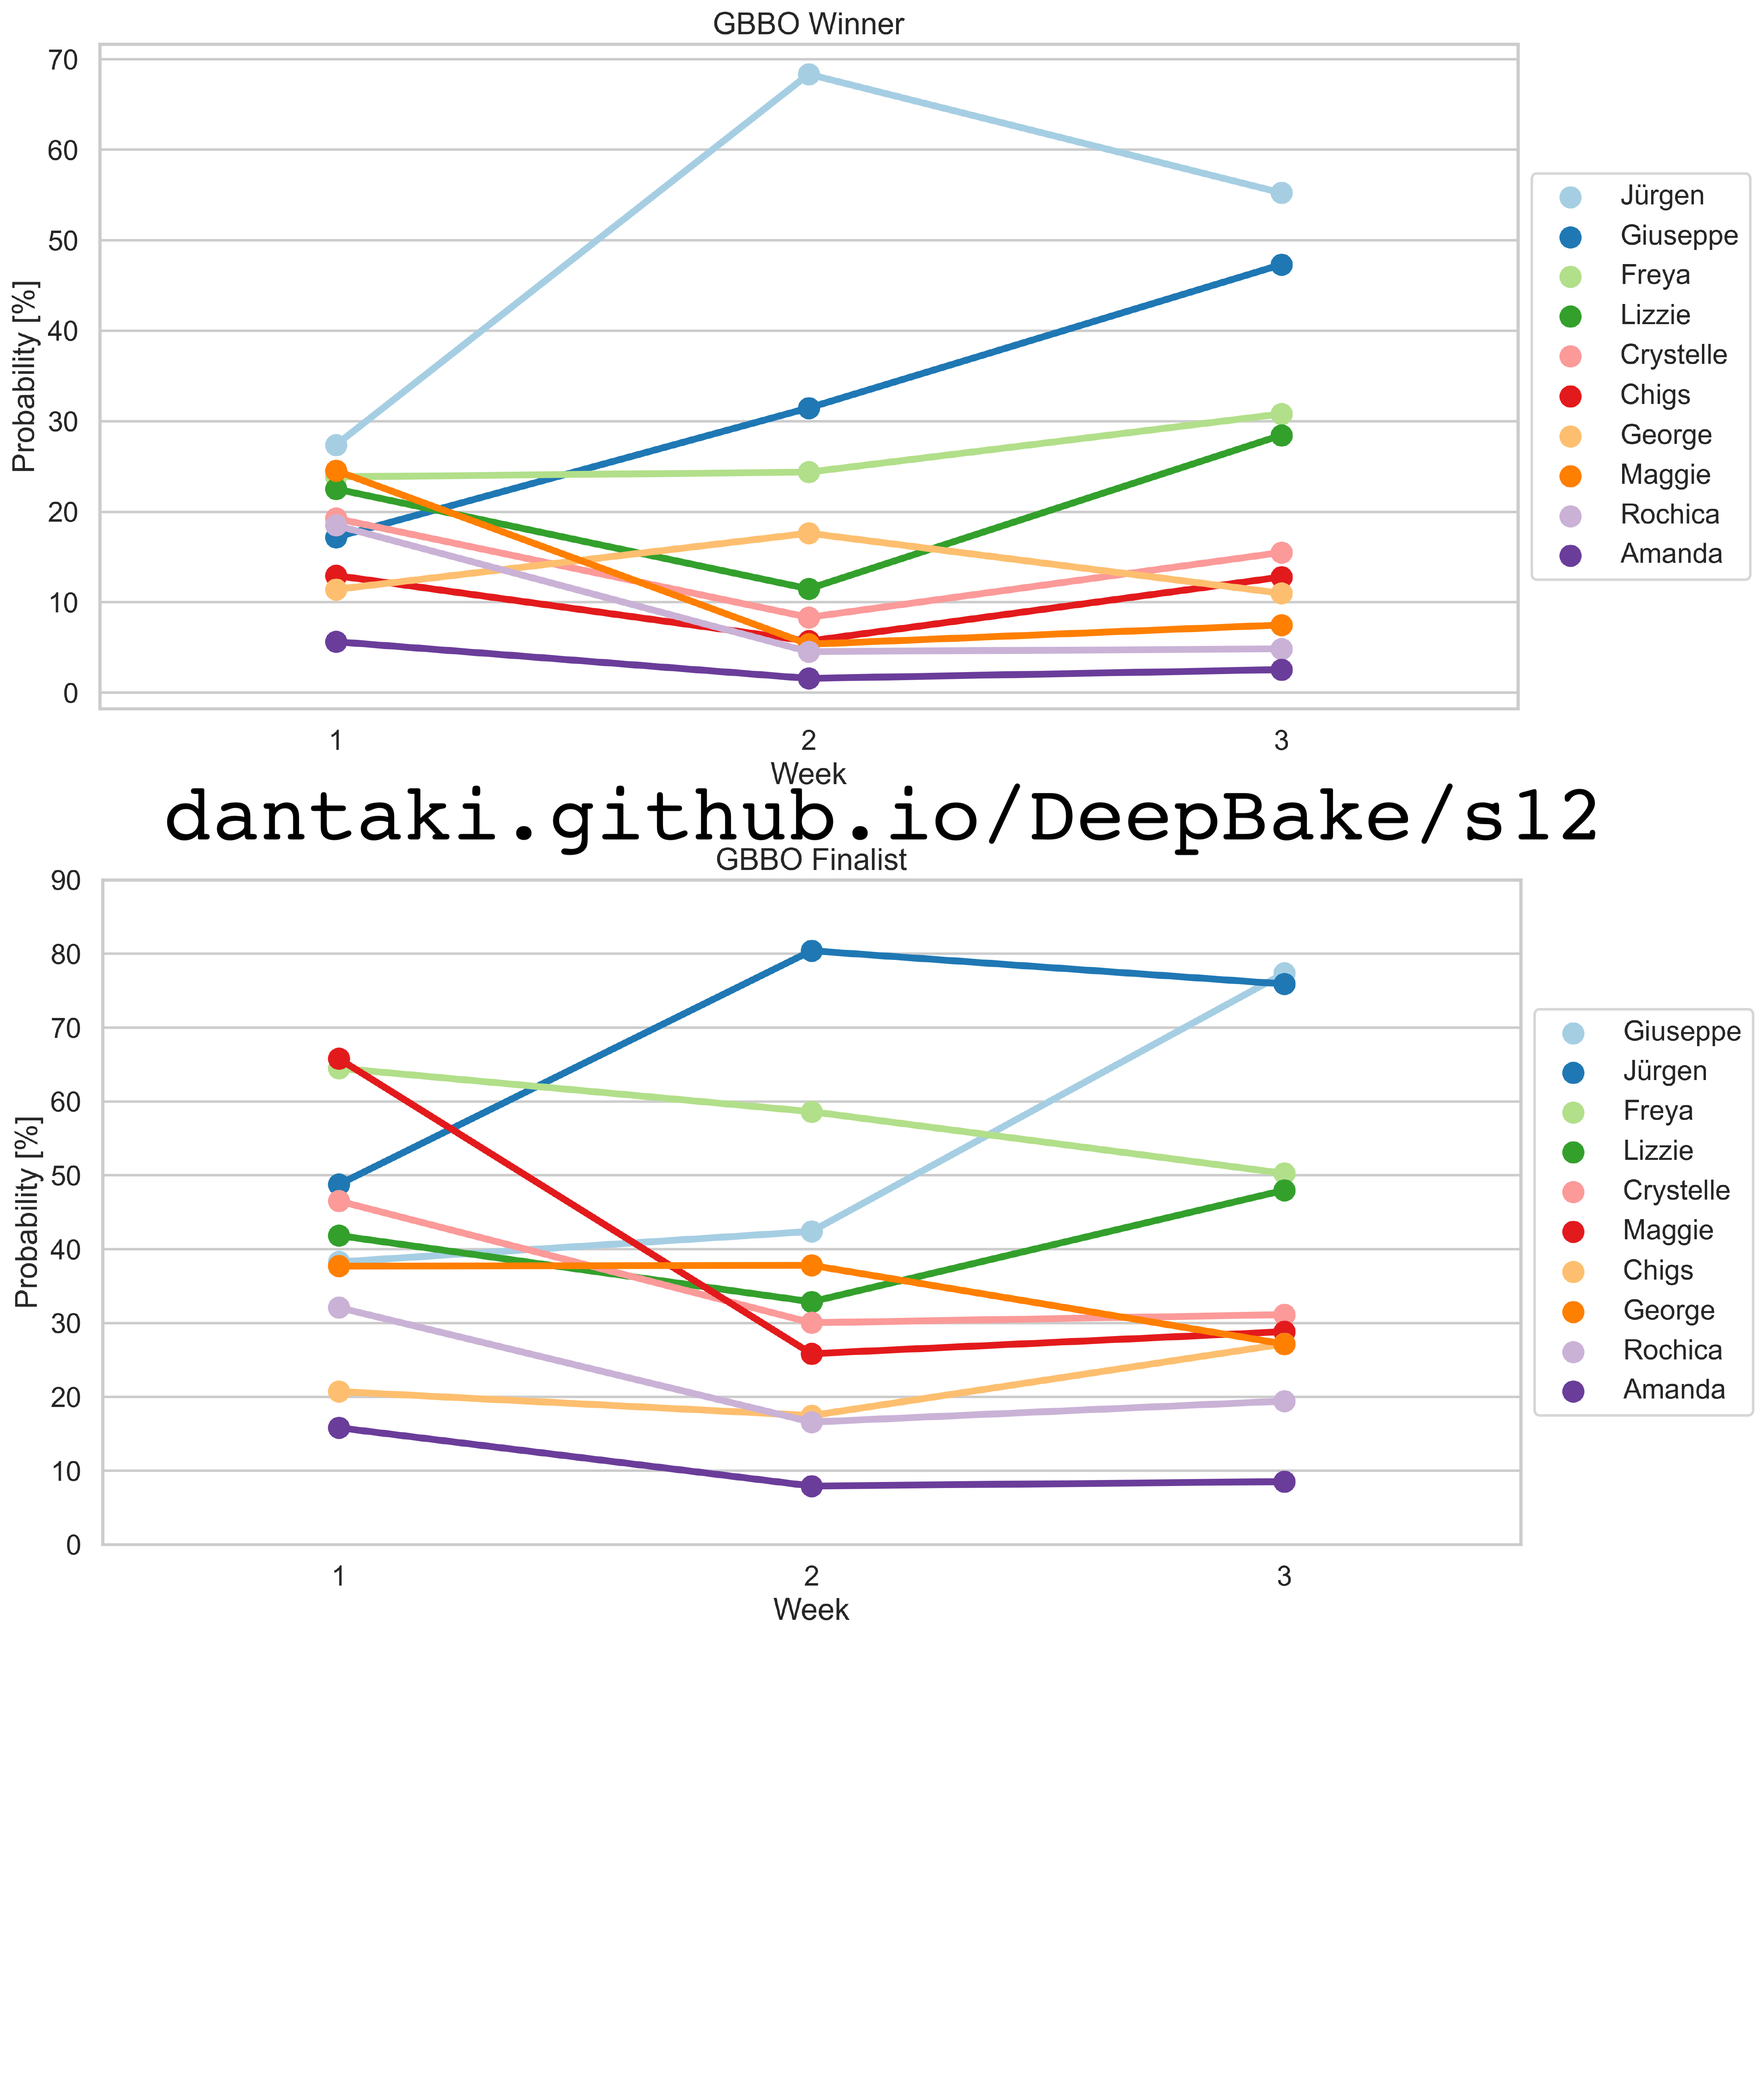 GBBO Winner
70
60
50
40
30
20
10
0
Probability [%]
1 2 3
Week
Jürgen
Giuseppe
Freya
Lizzie
Crystelle
Chigs
George
Maggie
Rochica
Amanda
dantaki.github.io/DeepBake/s12
GBBO Finalist
90
80
70
60
50
40
30
20
10
0
Probability [%]
1 2 3
Week
Giuseppe
Jürgen
Freya
Lizzie
Crystelle
Maggie
Chigs
George
Rochica
Amanda